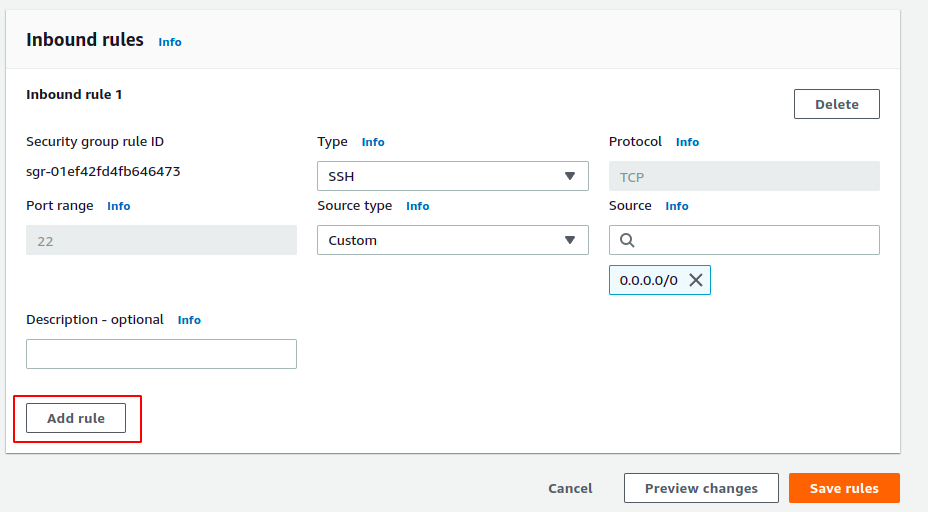 Inbound rules Info
Inbound rule 1
Delete
Security group rule ID
sgr-01ef42fd4fb646473
Type Info
SSH
Protocol Info
TCP
Port range Info
22
Source type Info
Custom
Source Info
0.0.0.0/0
Description - optional Info
Add rule
Cancel
Preview changes
Save rules